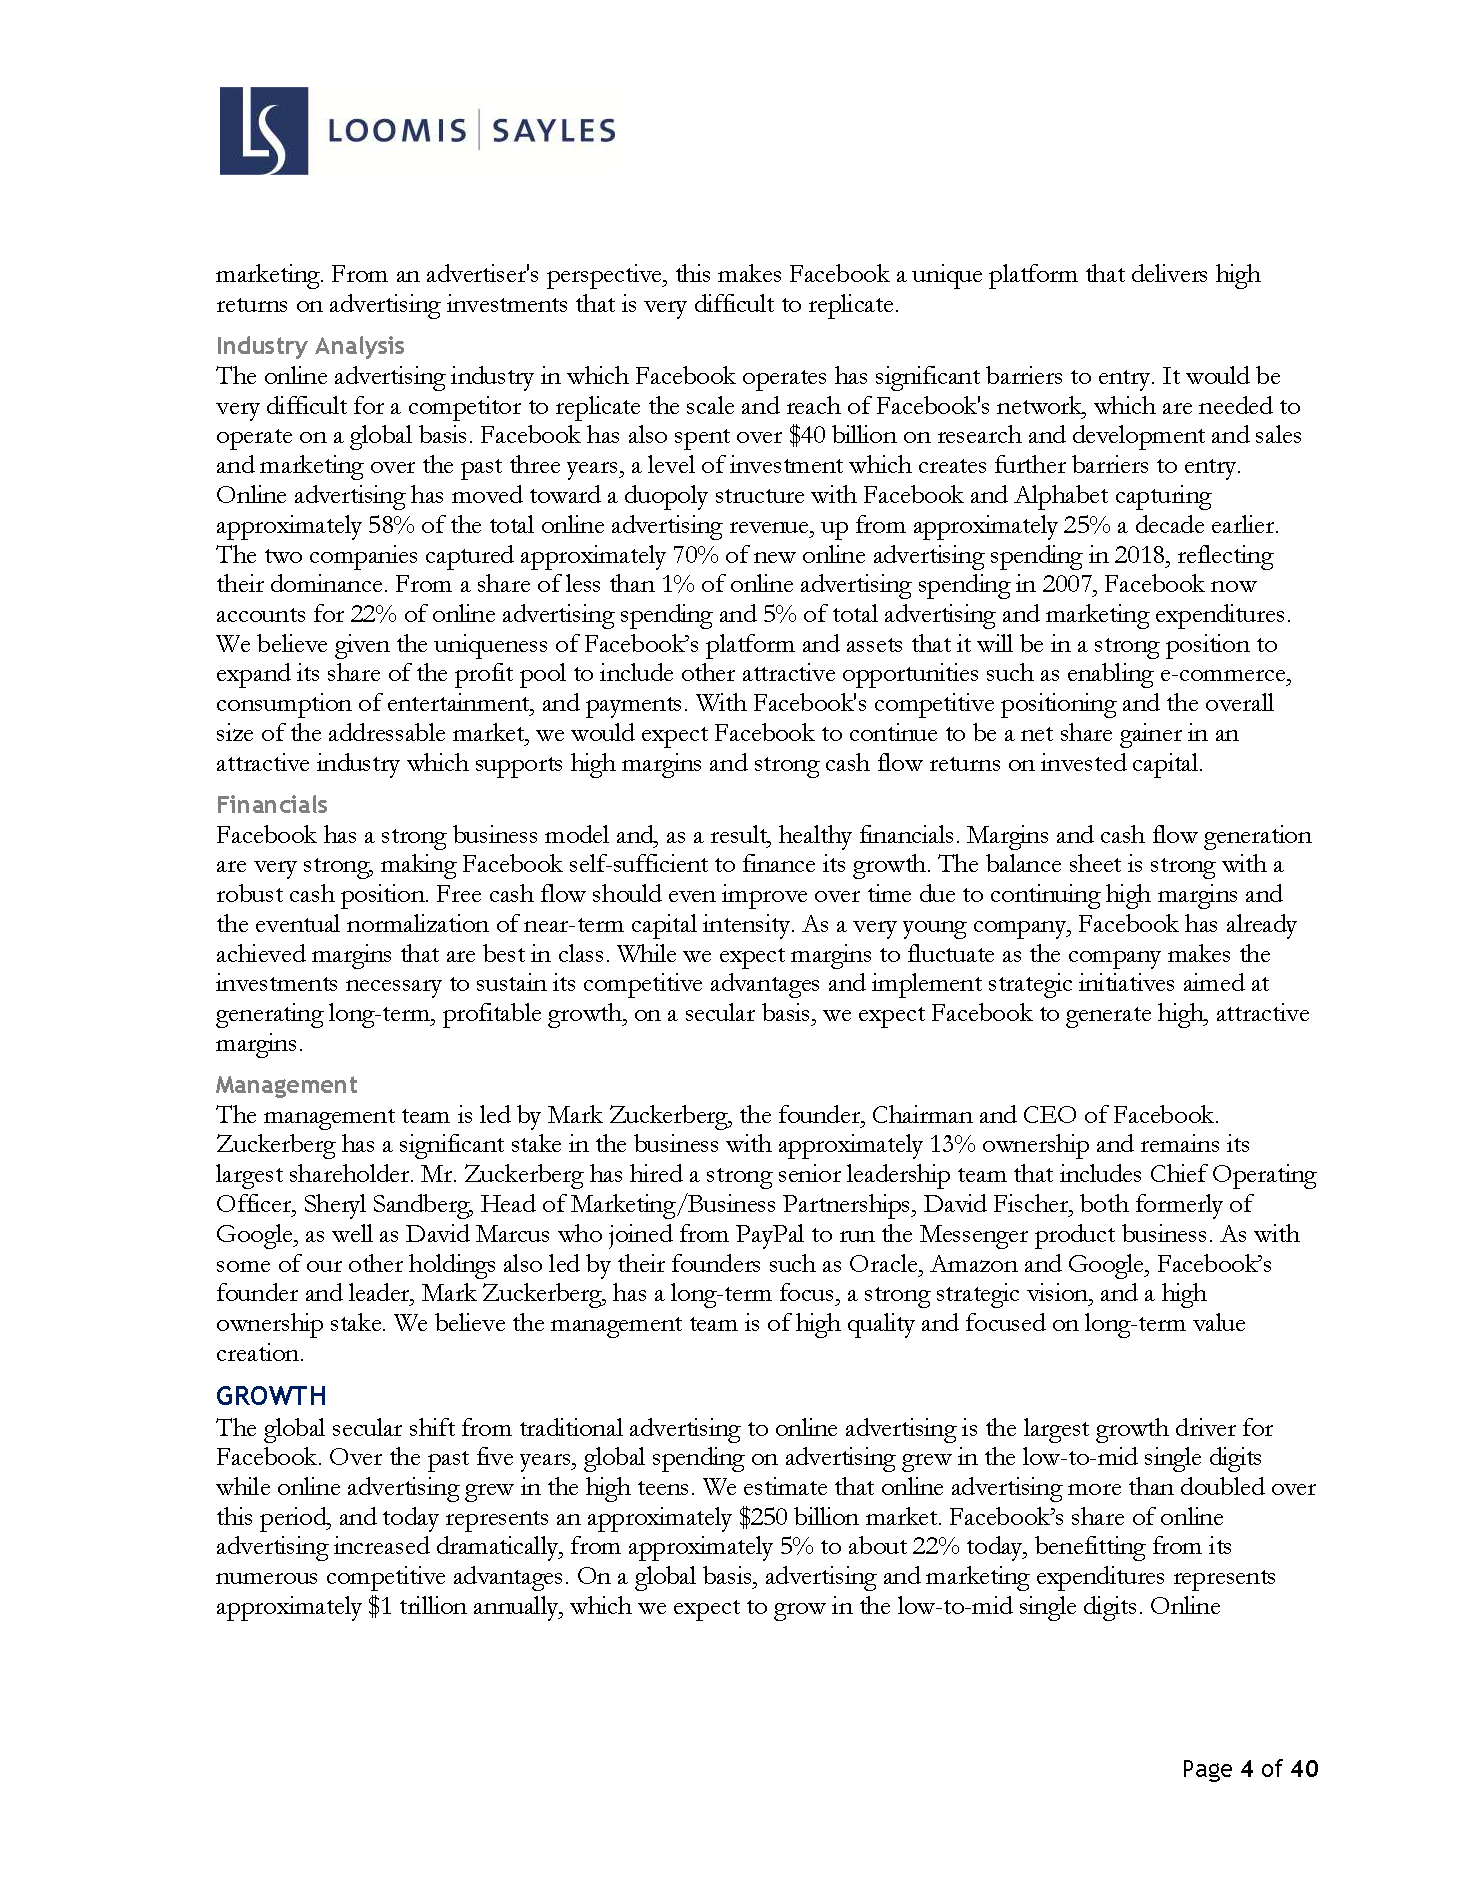 LS LOOMIS | SAYLES
marketing. From an advertiser's perspective, this makes Facebook a unique platform that delivers high
returns on advertising investments that is very difficult to replicate.
Industry Analysis
The online advertising industry in which Facebook operates has significant barriers to entry. It would be
very difficult for a competitor to replicate the scale and reach of Facebook's network, which are needed to
operate on a global basis. Facebook has also spent over $40 billion on research and development and sales
and marketing over the past three years, a level of investment which creates further barriers to entry.
Online advertising has moved toward a duopoly structure with Facebook and Alphabet capturing
approximately 58% of the total online advertising revenue, up from approximately 25% a decade earlier.
The two companies captured approximately 70% of new online advertising spending in 2018, reflecting
their dominance. From a share of less than 1% of online advertising spending in 2007, Facebook now
accounts for 22% of online advertising spending and 5% of total advertising and marketing expenditures.
We believe given the uniqueness of Facebook’s platform and assets that it will be in a strong position to
expand its share of the profit pool to include other attractive opportunities such as enabling e-commerce,
consumption of entertainment, and payments. With Facebook's competitive positioning and the overall
size of the addressable market, we would expect Facebook to continue to be a net share gainer in an
attractive industry which supports high margins and strong cash flow returns on invested capital.
Financials
Facebook has a strong business model and, as a result, healthy financials. Margins and cash flow generation
are very strong, making Facebook self-sufficient to finance its growth. The balance sheet is strong with a
robust cash position. Free cash flow should even improve over time due to continuing high margins and
the eventual normalization of near-term capital intensity. As a very young company, Facebook has already
achieved margins that are best in class. While we expect margins to fluctuate as the company makes the
investments necessary to sustain its competitive advantages and implement strategic initiatives aimed at
generating long-term, profitable growth, on a secular basis, we expect Facebook to generate high, attractive
margins.
Management
The management team is led by Mark Zuckerberg, the founder, Chairman and CEO of Facebook.
Zuckerberg has a significant stake in the business with approximately 13% ownership and remains its
largest shareholder. Mr. Zuckerberg has hired a strong senior leadership team that includes Chief Operating
Officer, Sheryl Sandberg, Head of Marketing/Business Partnerships, David Fischer, both formerly of
Google, as well as David Marcus who joined from PayPal to run the Messenger product business. As with
some of our other holdings also led by their founders such as Oracle, Amazon and Google, Facebook’s
founder and leader, Mark Zuckerberg, has a long-term focus, a strong strategic vision, and a high
ownership stake. We believe the management team is of high quality and focused on long-term value
creation.
GROWTH
The global secular shift from traditional advertising to online advertising is the largest growth driver for
Facebook. Over the past five years, global spending on advertising grew in the low-to-mid single digits
while online advertising grew in the high teens. We estimate that online advertising more than doubled over
this period, and today represents an approximately $250 billion market. Facebook’s share of online
advertising increased dramatically, from approximately 5% to about 22% today, benefitting from its
numerous competitive advantages. On a global basis, advertising and marketing expenditures represents
approximately $1 trillion annually, which we expect to grow in the low-to-mid single digits. Online
Page 4 of 40